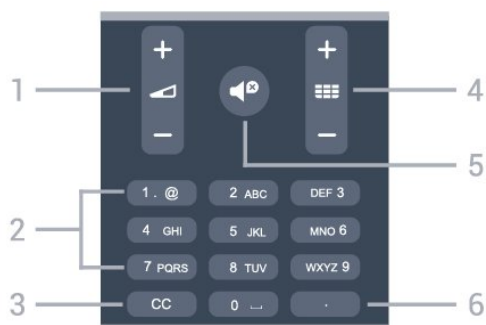 1 4
5
1 . @ 2 ABC DEF 3
2 4 GHI 5 JKL MNO 6
7 PQRS 8 TUV WXYZ 9
3 CC 0 ⎵ . 6